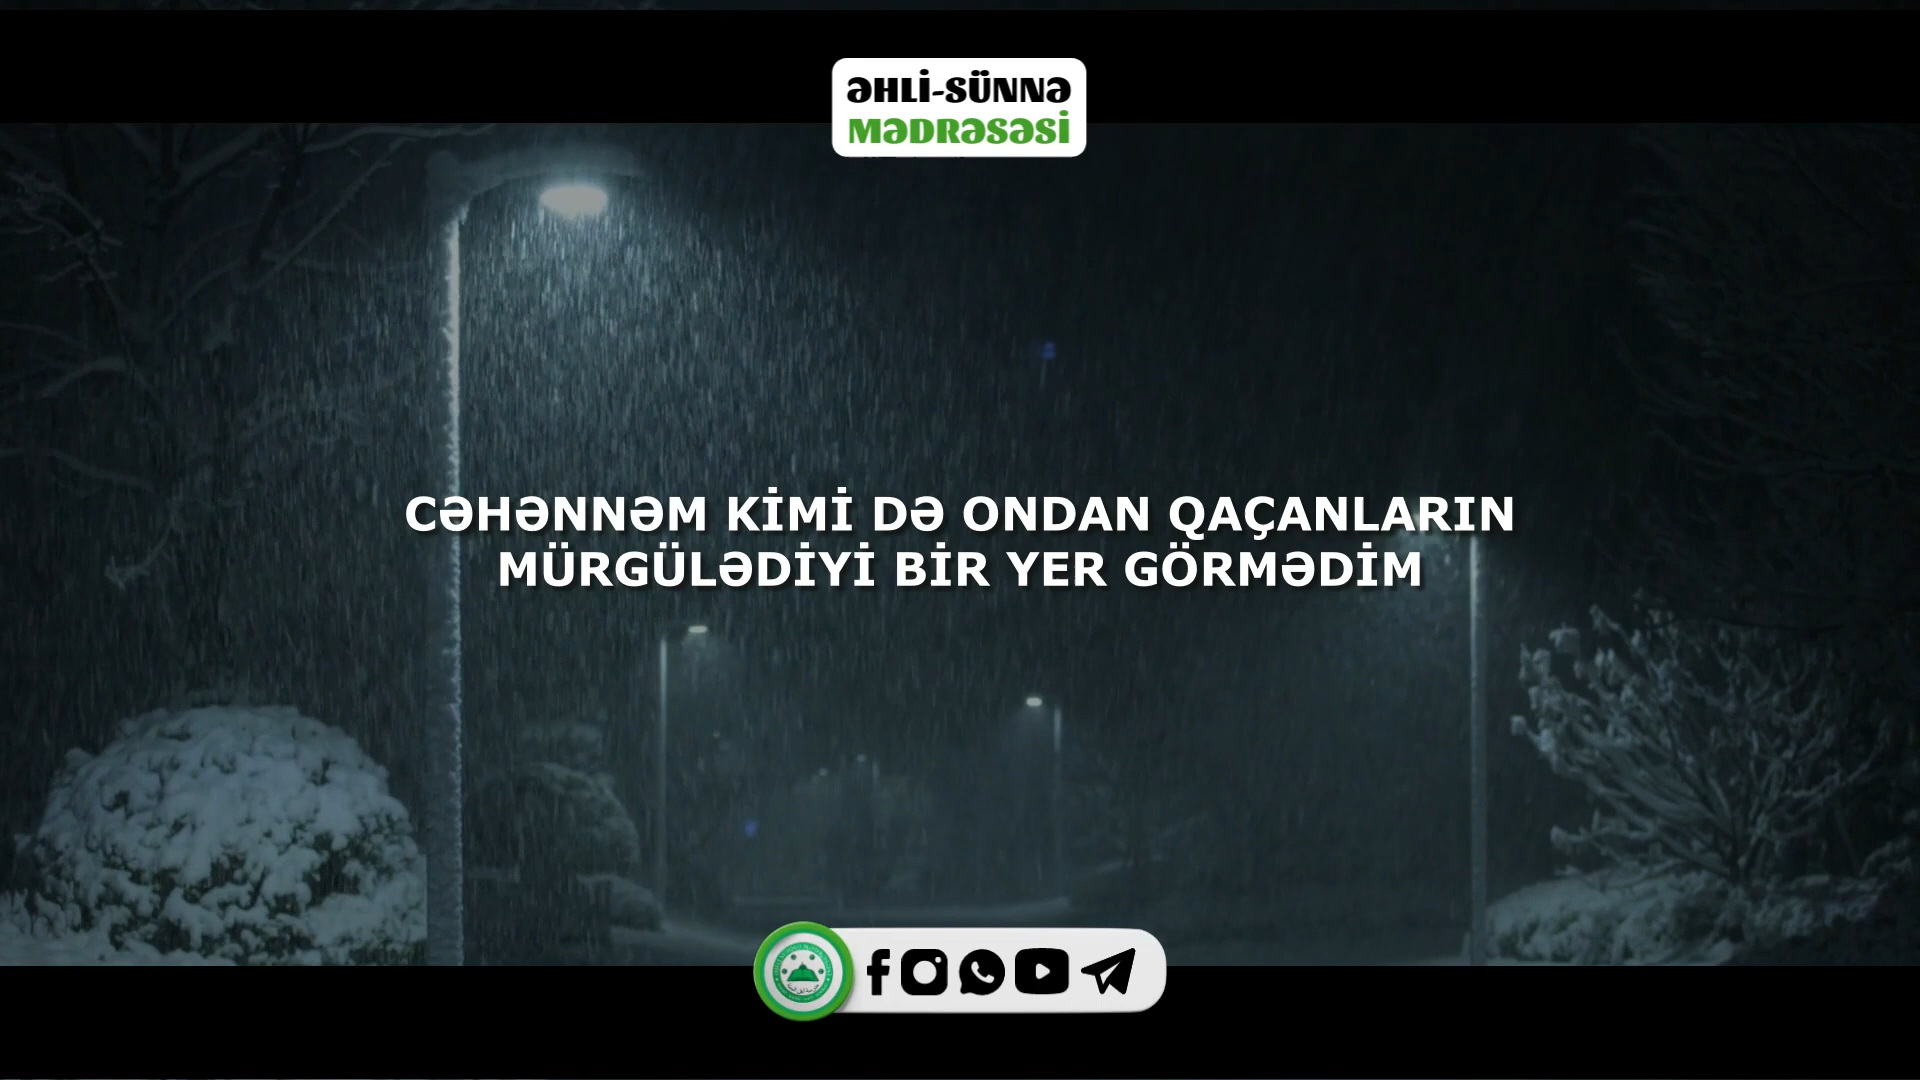 ƏHLİ-SÜNNƏ
MƏDRƏSƏSİ
CƏHƏNNƏM KİMİ DƏ ONDAN QAÇANLARIN
MÜRGÜLƏDİYİ BİR YER GÖRMƏDİM